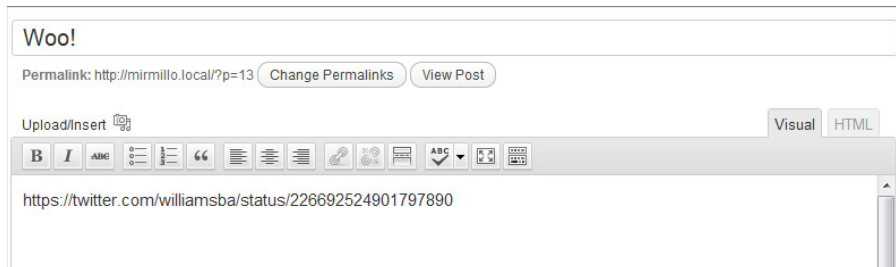 Woo!
Permalink: http://mirmillo.local/?p=13 Change Permalinks View Post
Upload/Insert Visual HTML
B I ABC ABC
https://twitter.com/williamsba/status/226692524901797890